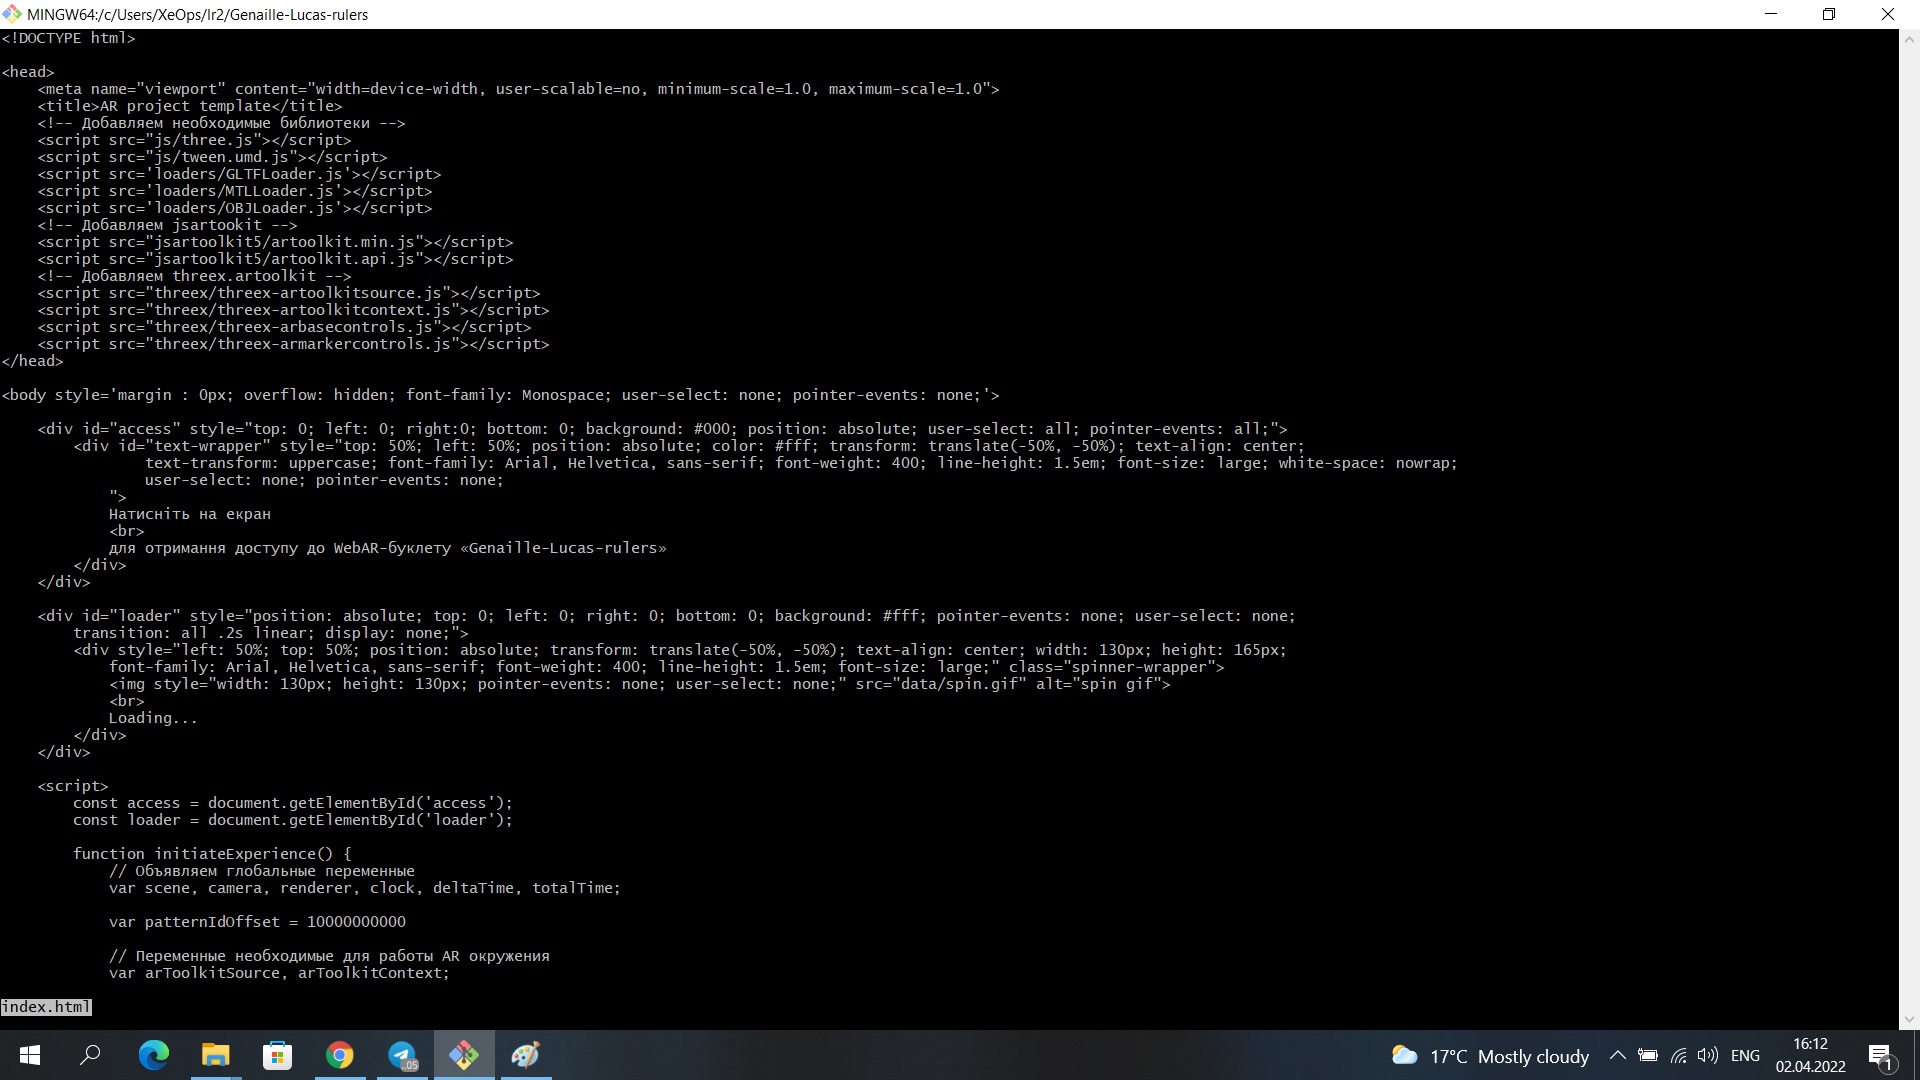 MINGW64:/c/Users/XeOps/lr2/Genaille-Lucas-rulers
<!DOCTYPE html>
<head>
<meta name="viewport" content="width=device-width, user-scalable=no, minimum-scale=1.0, maximum-scale=1.0">
<title>AR project template</title>
<!-- Добавляем необходимые библиотеки -->
<script src="js/three.js"></script>
<script src="js/tween.umd.js"></script>
<script src='loaders/GLTFLoader.js'></script>
<script src='loaders/MTLLoader.js'></script>
<script src='loaders/OBJLoader.js'></script>
<!-- Добавляем jsartookit -->
<script src="jsartoolkit5/artoolkit.min.js"></script>
<script src="jsartoolkit5/artoolkit.api.js"></script>
<!-- Добавляем threex.artoolkit -->
<script src="threex/threex-artoolkitsource.js"></script>
<script src="threex/threex-artoolkitcontext.js"></script>
<script src="threex/threex-arbasecontrols.js"></script>
<script src="threex/threex-armarkercontrols.js"></script>
</head>
<body style='margin : 0px; overflow: hidden; font-family: Monospace; user-select: none; pointer-events: none;'>
<div id="access" style="top: 0; left: 0; right:0; bottom: 0; background: #000; position: absolute; user-select: all; pointer-events: all;">
<div id="text-wrapper" style="top: 50%; left: 50%; position: absolute; color: #fff; transform: translate(-50%, -50%); text-align: center;
text-transform: uppercase; font-family: Arial, Helvetica, sans-serif; font-weight: 400; line-height: 1.5em; font-size: large; white-space: nowrap;
user-select: none; pointer-events: none;
">
Натисніть на екран
<br>
для отримання доступу до WebAR-буклету «Genaille-Lucas-rulers»
</div>
</div>
<div id="loader" style="position: absolute; top: 0; left: 0; right: 0; bottom: 0; background: #fff; pointer-events: none; user-select: none;
transition: all .2s linear; display: none;">
<div style="left: 50%; top: 50%; position: absolute; transform: translate(-50%, -50%); text-align: center; width: 130px; height: 165px;
font-family: Arial, Helvetica, sans-serif; font-weight: 400; line-height: 1.5em; font-size: large;" class="spinner-wrapper">
<img style="width: 130px; height: 130px; pointer-events: none; user-select: none;" src="data/spin.gif" alt="spin gif">
<br>
Loading...
</div>
</div>
<script>
const access = document.getElementById('access');
const loader = document.getElementById('loader');
function initiateExperience() {
// Объявляем глобальные переменные
var scene, camera, renderer, clock, deltaTime, totalTime;
var patternIdOffset = 10000000000
// Переменные необходимые для работы AR окружения
var arToolkitSource, arToolkitContext;
index.html
.05
17°C Mostly cloudy
ENG
16:12
02.04.2022
1